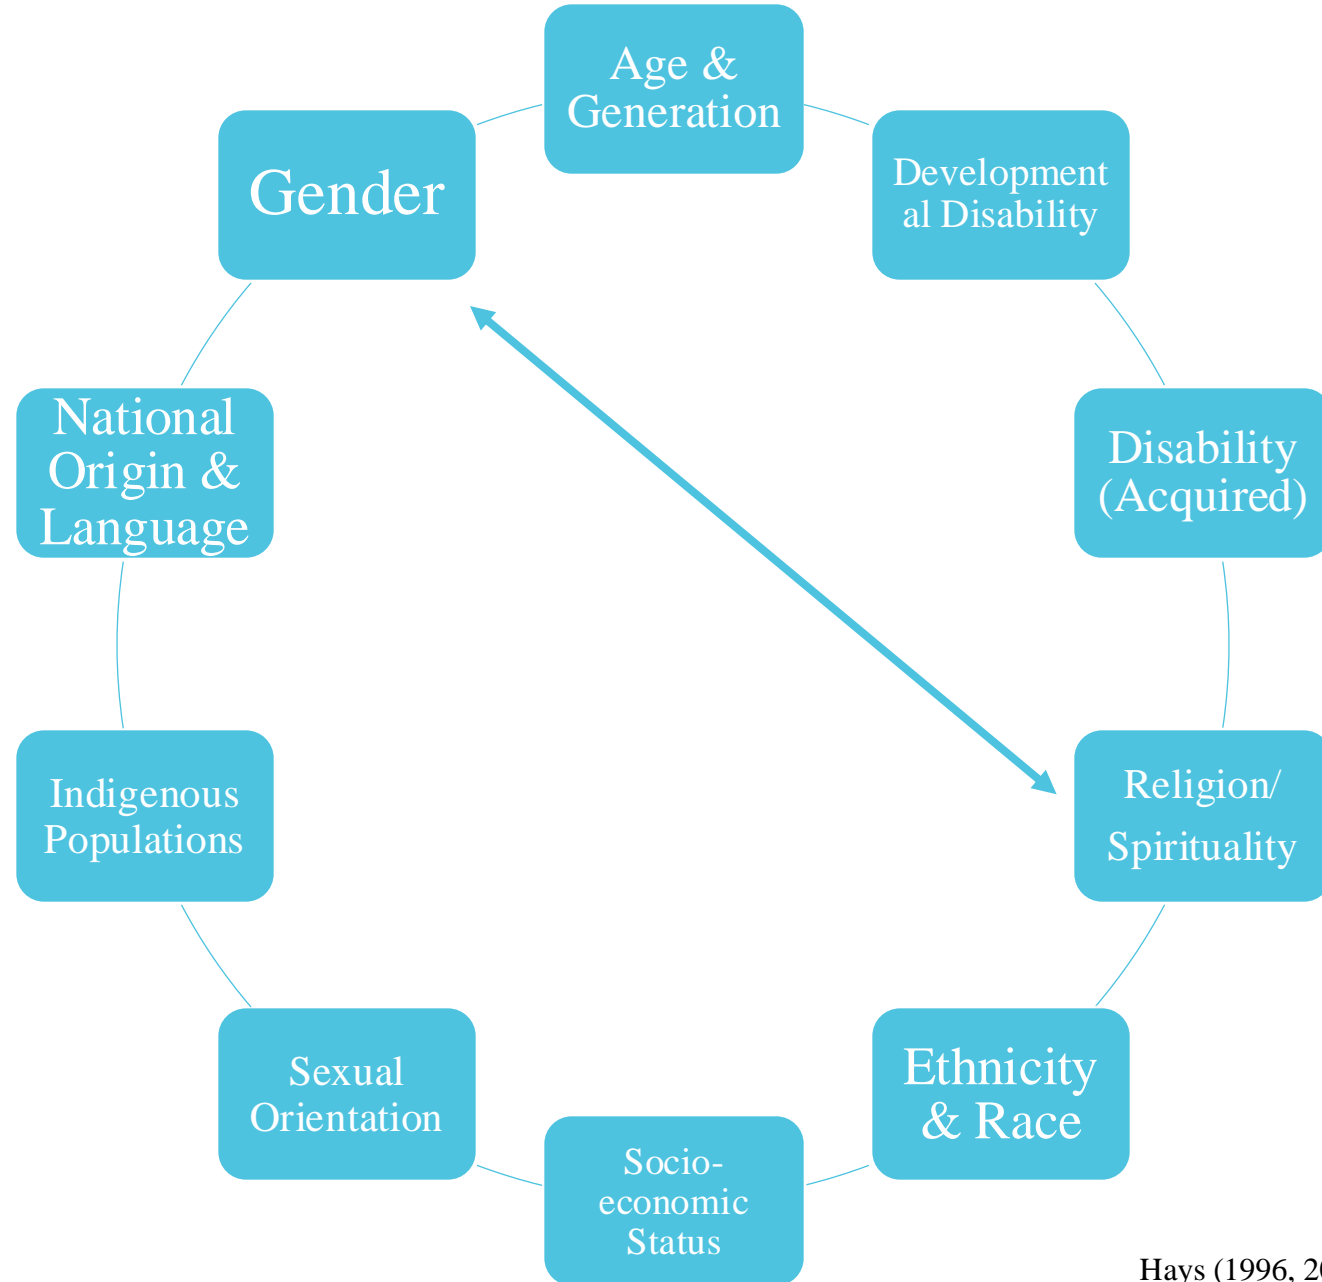 Age &
Generation
Development
al Disability
Disability
(Acquired)
Religion/
Spirituality
Ethnicity
& Race
Socio-
economic
Status
Sexual
Orientation
Indigenous
Populations
National
Origin &
Language
Gender
Hays (1996, 20